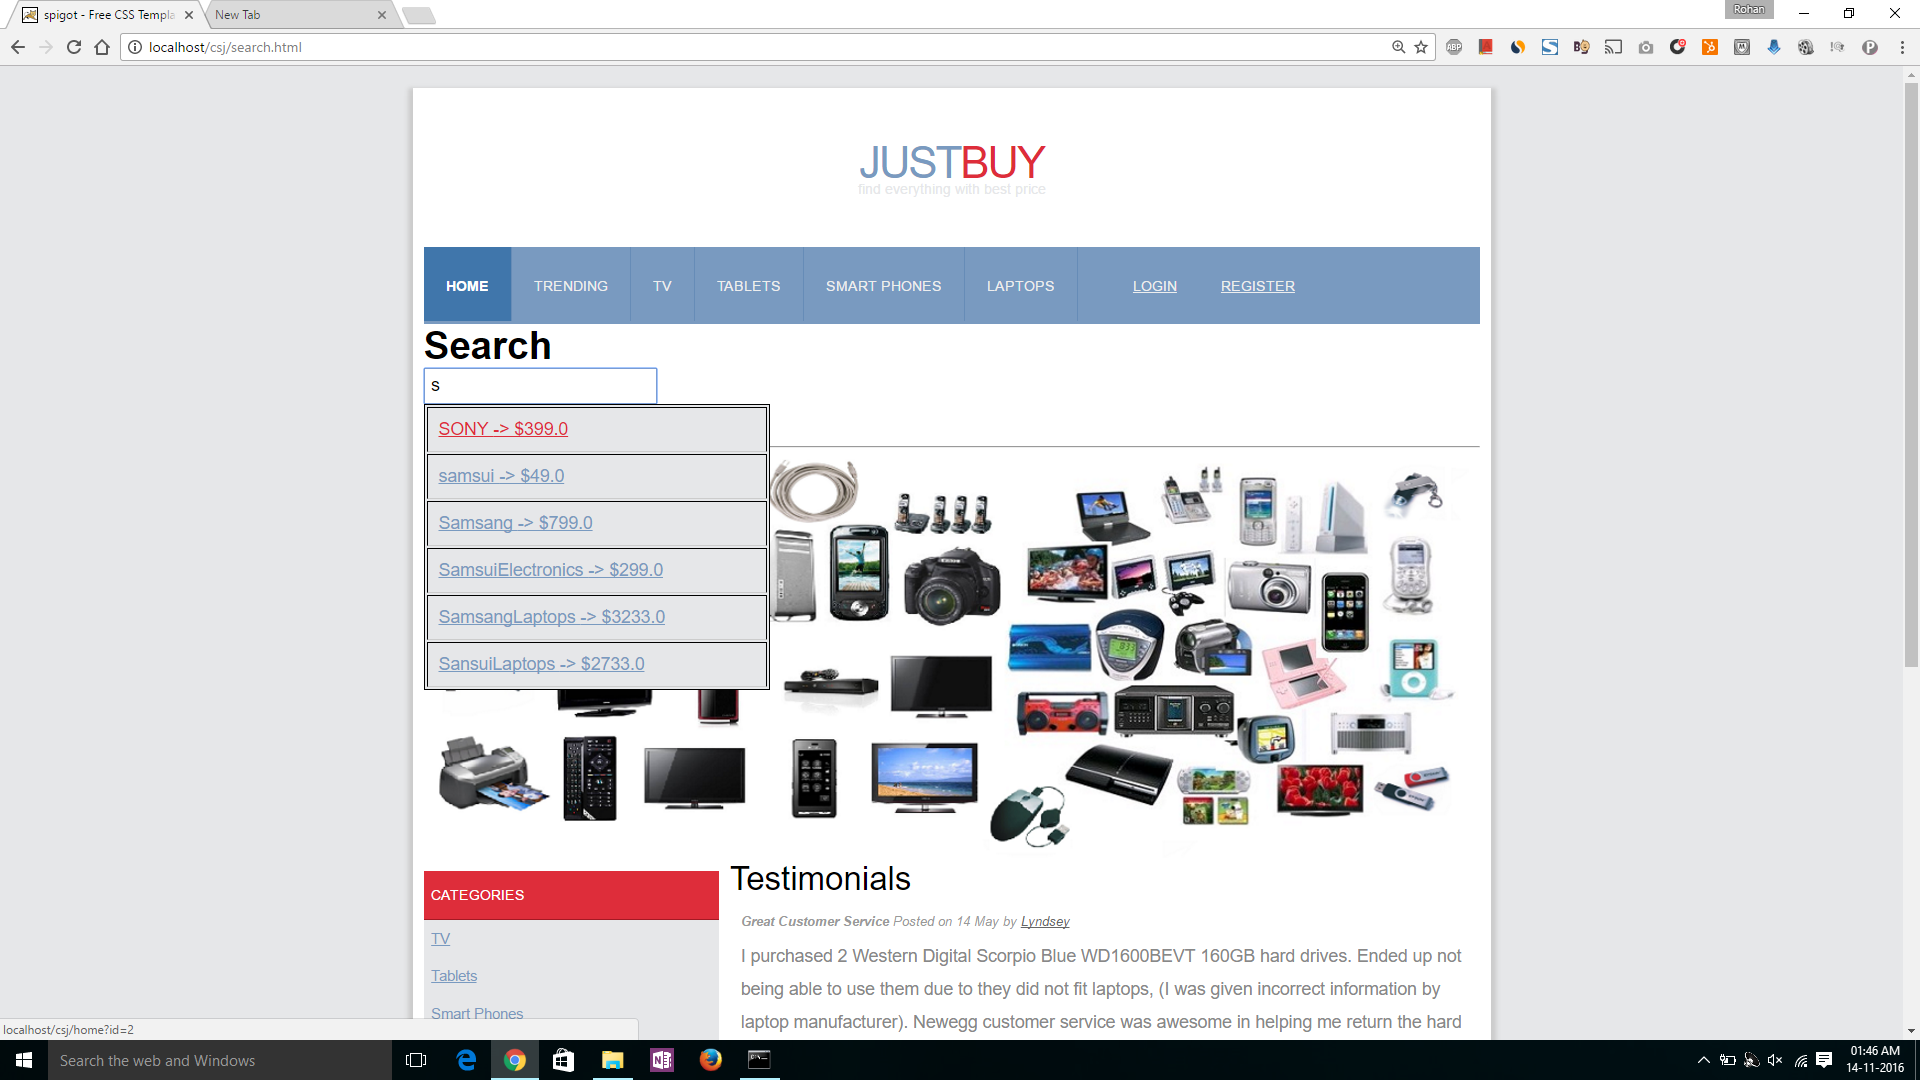 spigot - Free CSS Templa
New Tab
Rohan
localhost/csj/search.html
ABP
JUSTBUY
find everything with best price
HOME
TRENDING
TV
TABLETS
SMART PHONES
LAPTOPS
LOGIN
REGISTER
Search
s
SONY -> $399.0
samsui -> $49.0
Samsang -> $799.0
SamsuiElectronics -> $299.0
SamsangLaptops -> $3233.0
SansuiLaptops -> $2733.0
CATEGORIES
TV
Tablets
Smart Phones
Testimonials
Great Customer Service Posted on 14 May by Lyndsey
I purchased 2 Western Digital Scorpio Blue WD1600BEVT 160GB hard drives. Ended up not
being able to use them due to they did not fit laptops, (I was given incorrect information by
laptop manufacturer). Newegg customer service was awesome in helping me return the hard
localhost/csj/home?id=2
Search the web and Windows
01:46 AM
14-11-2016